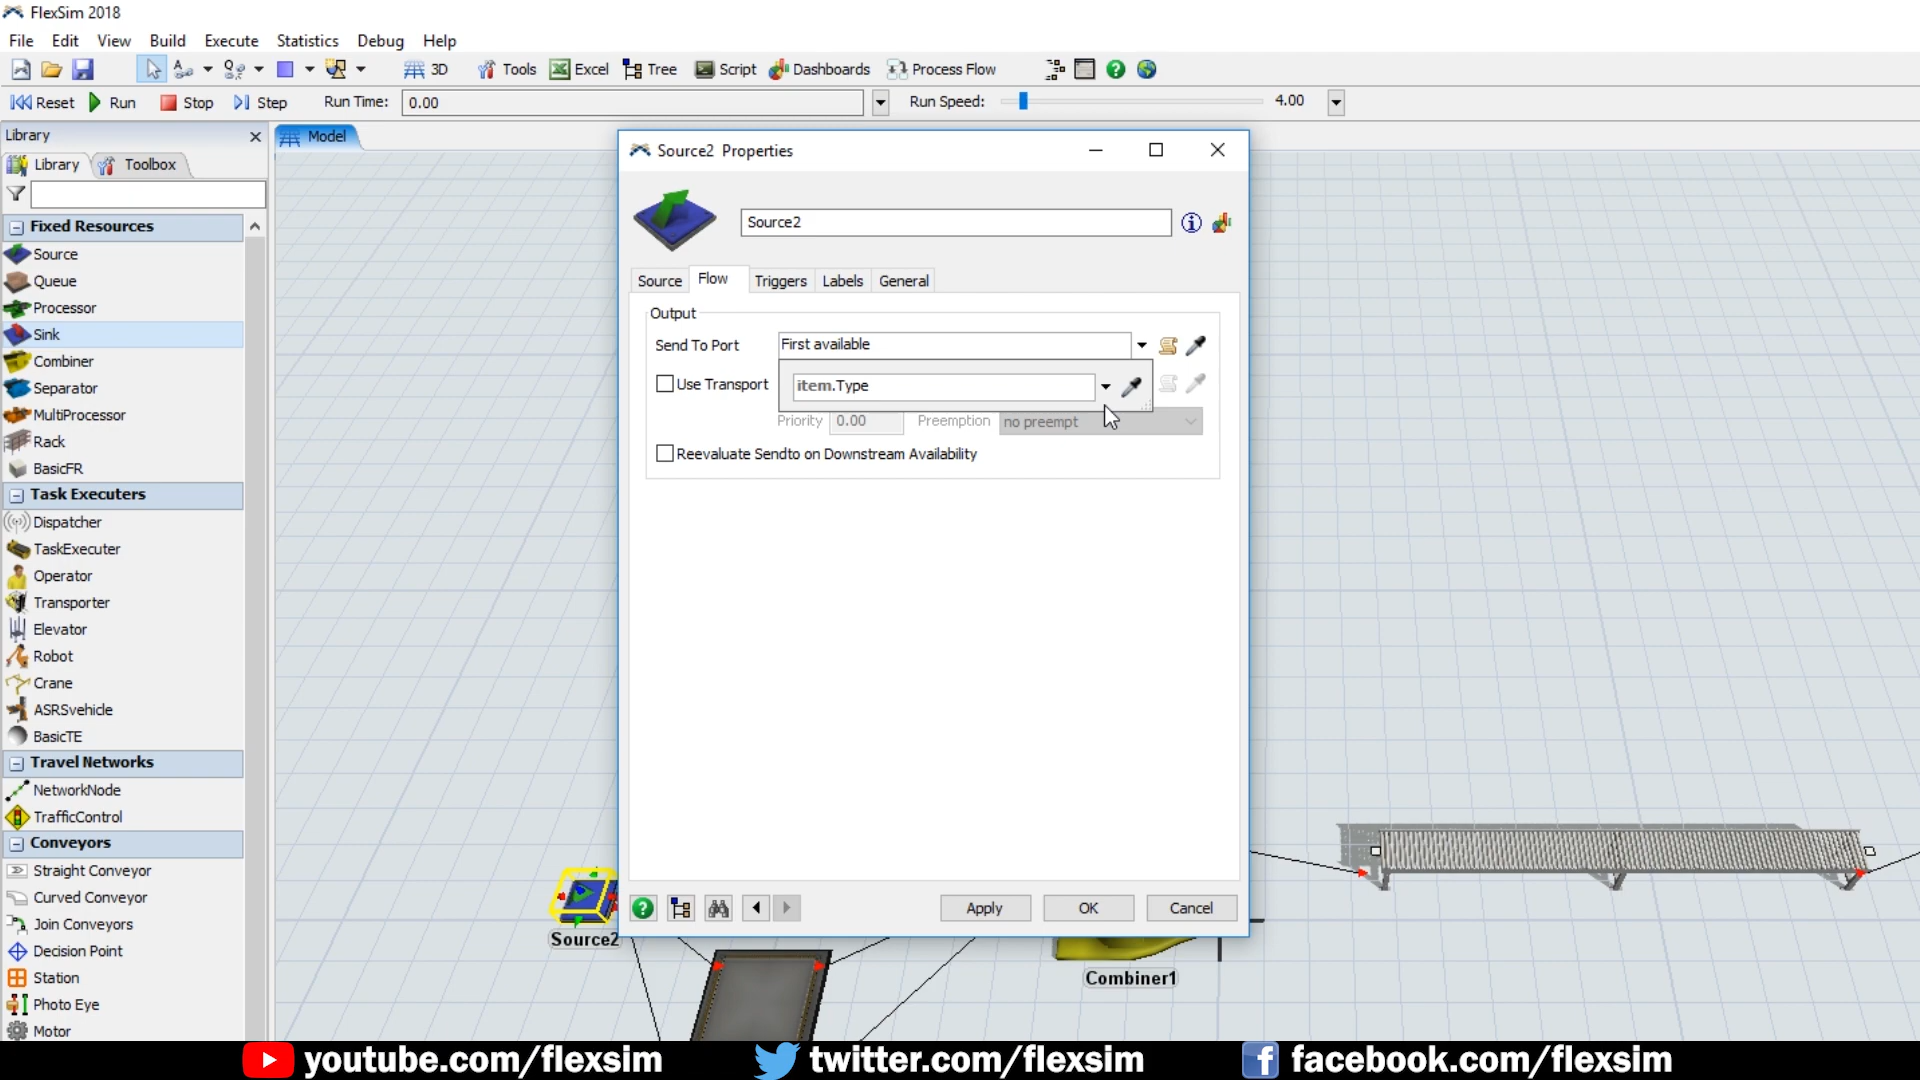 FlexSim 2018
File Edit View Build Execute Statistics Debug Help
3D Tools Excel Tree Script Dashboards Process Flow
Reset Run Stop Step Run Time: 0.00 Run Speed: 4.00
Library
Model
Library Toolbox
Fixed Resources
Source
Queue
Processor
Sink
Combiner
Separator
MultiProcessor
Rack
BasicFR
Task Executers
Dispatcher
TaskExecuter
Operator
Transporter
Elevator
Robot
Crane
ASRSvehicle
BasicTE
Travel Networks
NetworkNode
TrafficControl
Conveyors
Straight Conveyor
Curved Conveyor
Join Conveyors
Decision Point
Station
Photo Eye
Motor
Source2 Properties
Source2
Source Flow Triggers Labels General
Output
Send To Port First available
Use Transport item.Type
Priority 0.00 Preemption no preempt
Reevaluate Sendto on Downstream Availability
Apply OK Cancel
Source2
Combiner1
youtube.com/flexsim twitter.com/flexsim facebook.com/flexsim